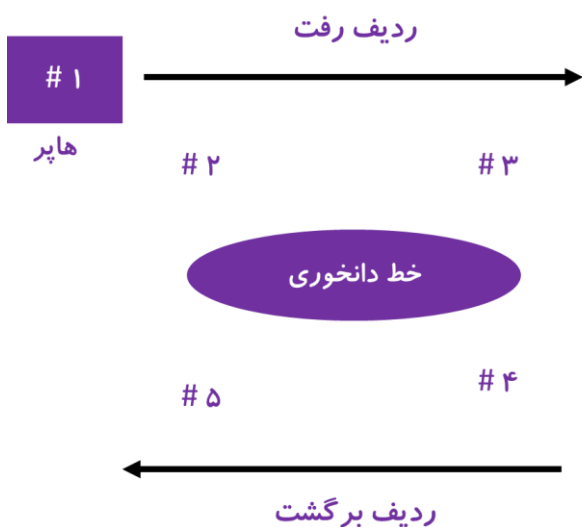 ردیف رفت
# ۱
هاپر
# ۲
# ۳
خط دانخوری
# ۴
# ۵
ردیف برگشت